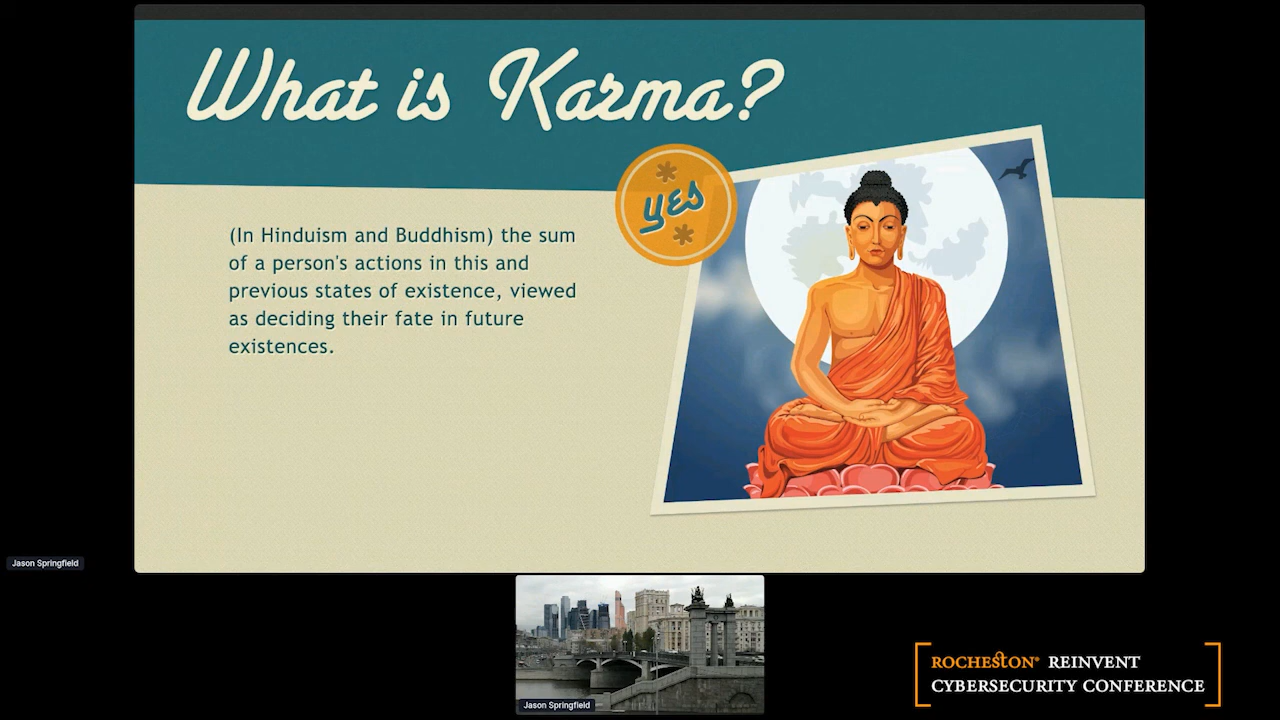 What is Karma?
YES
(In Hinduism and Buddhism) the sum
of a person's actions in this and
previous states of existence, viewed
as deciding their fate in future
existences.
Jason Springfield
Jason Springfield
ROCHESTON® REINVENT
CYBERSECURITY CONFERENCE